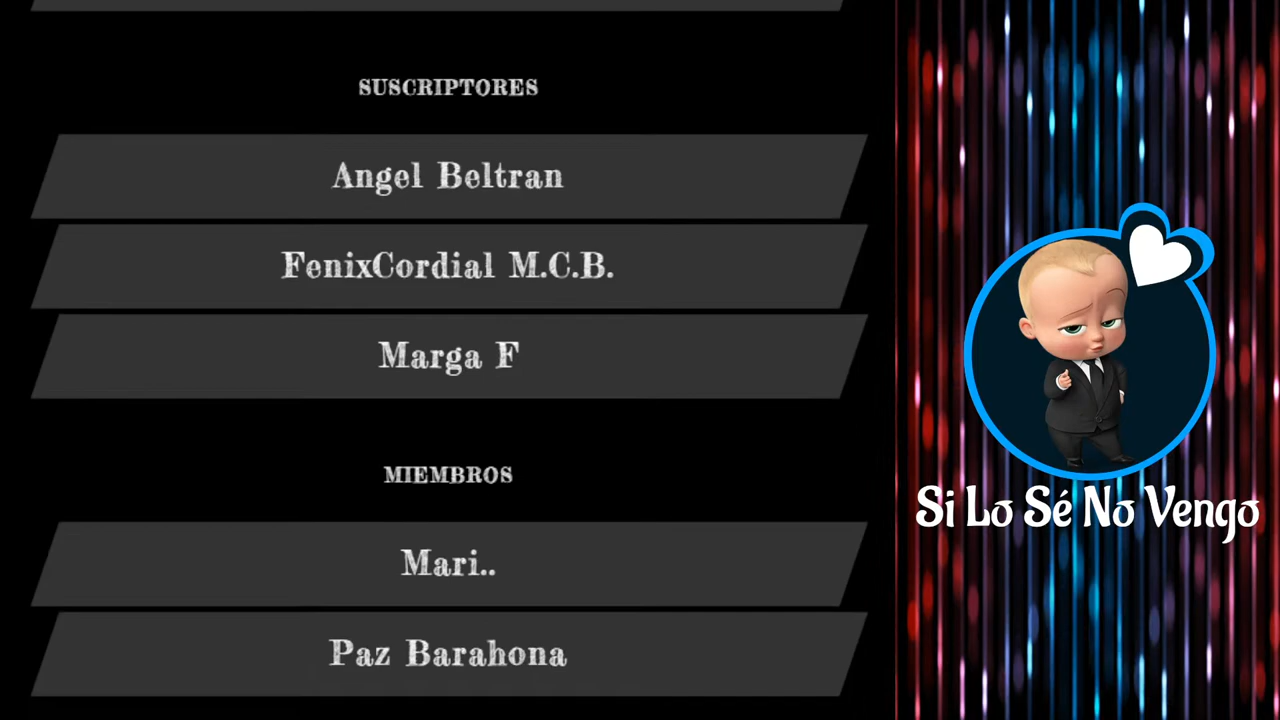 SUSCRIPTORES
Angel Beltran
FenixCordial M.C.B.
Marga F
MIEMBROS
Mari..
Paz Barahona
Si Lo Sé No Vengo